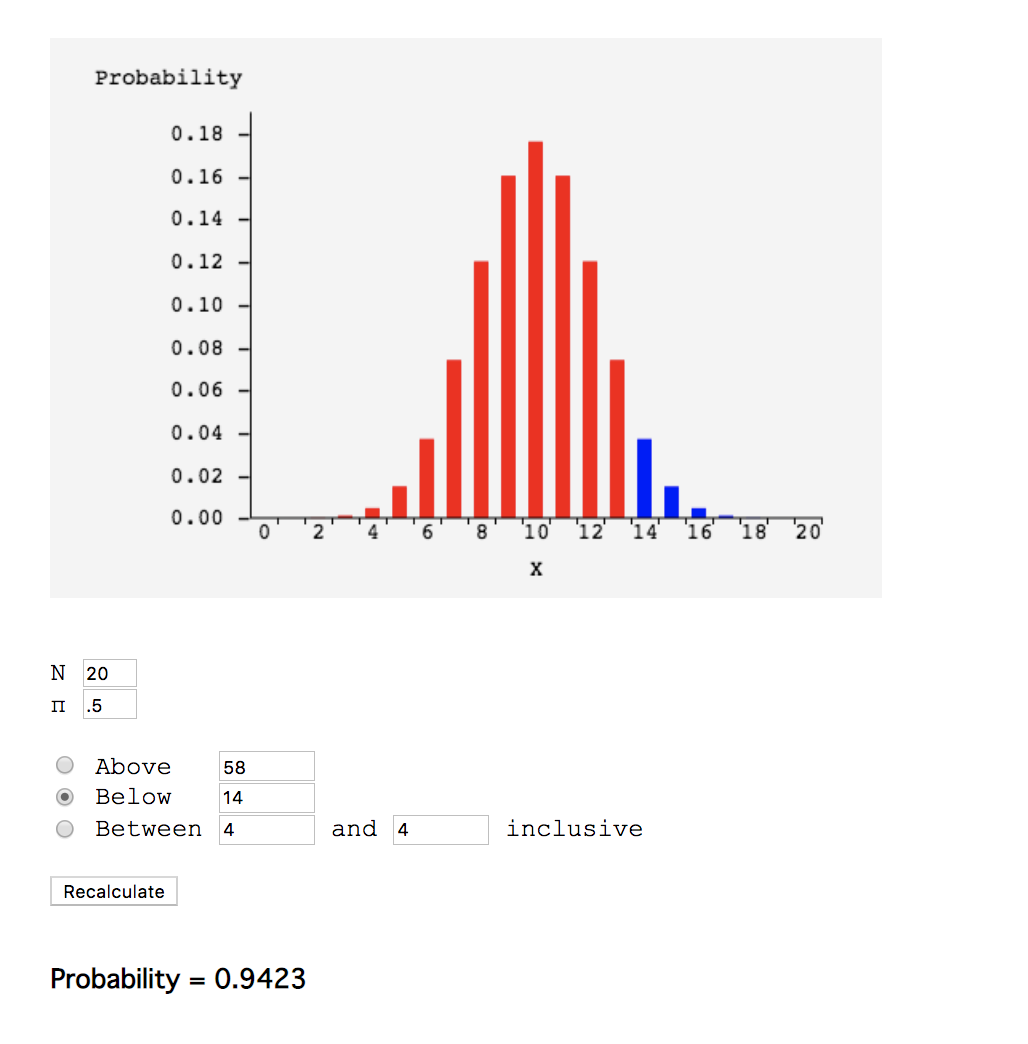 Probability
0.18
0.16
0.14
0.12
0.10
0.08
0.06
0.04
0.02
0.00
0 2 4 6 8 10 12 14 16 18 20
X
N 20
π .5
Above 58
Below 14
Between 4 and 4 inclusive
Recalculate
Probability = 0.9423